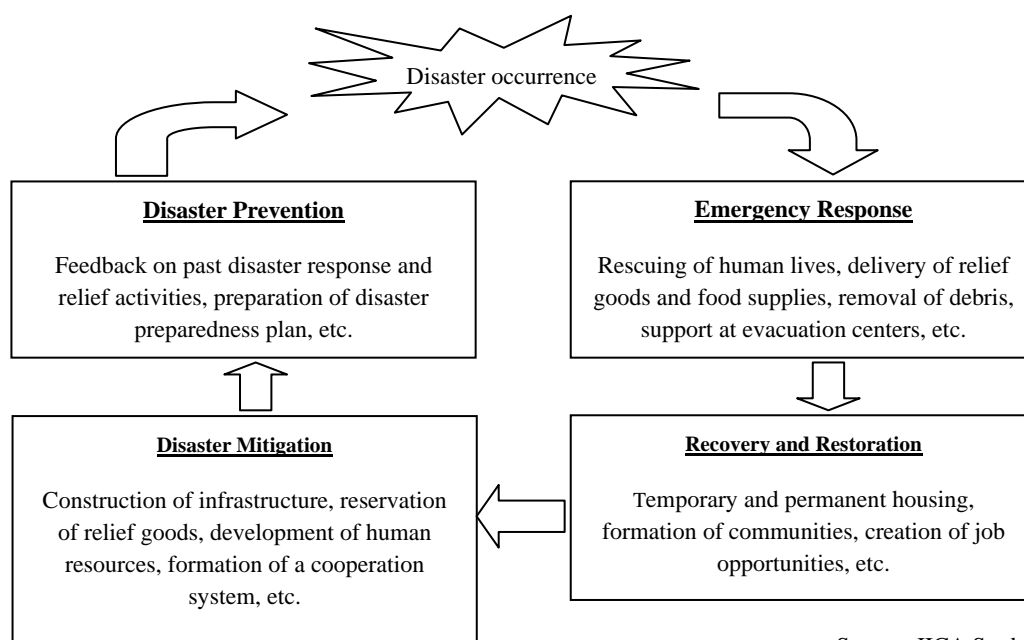 Disaster occurrence
Disaster Prevention
Feedback on past disaster response and
relief activities, preparation of disaster
preparedness plan, etc.
Emergency Response
Rescuing of human lives, delivery of relief
goods and food supplies, removal of debris,
support at evacuation centers, etc.
Disaster Mitigation
Construction of infrastructure, reservation
of relief goods, development of human
resources, formation of a cooperation
system, etc.
Recovery and Restoration
Temporary and permanent housing,
formation of communities, creation of job
opportunities, etc.